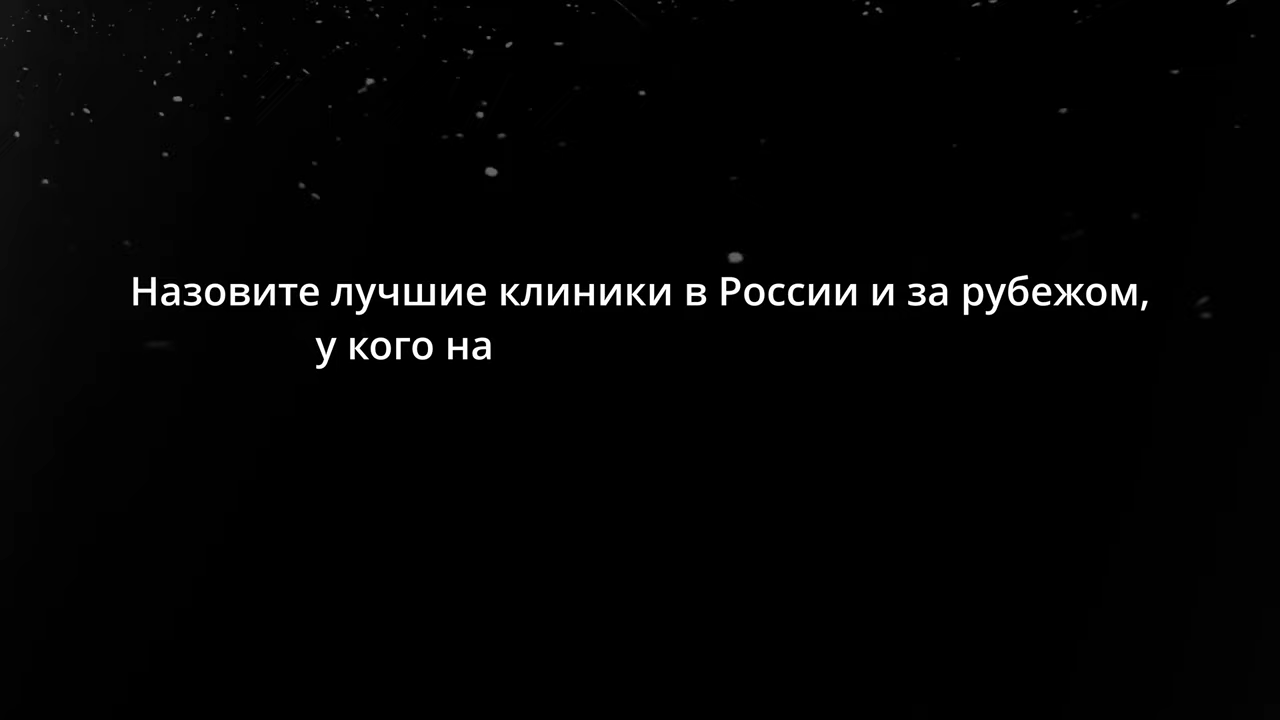 Назовите лучшие клиники в России и за рубежом,
у кого на